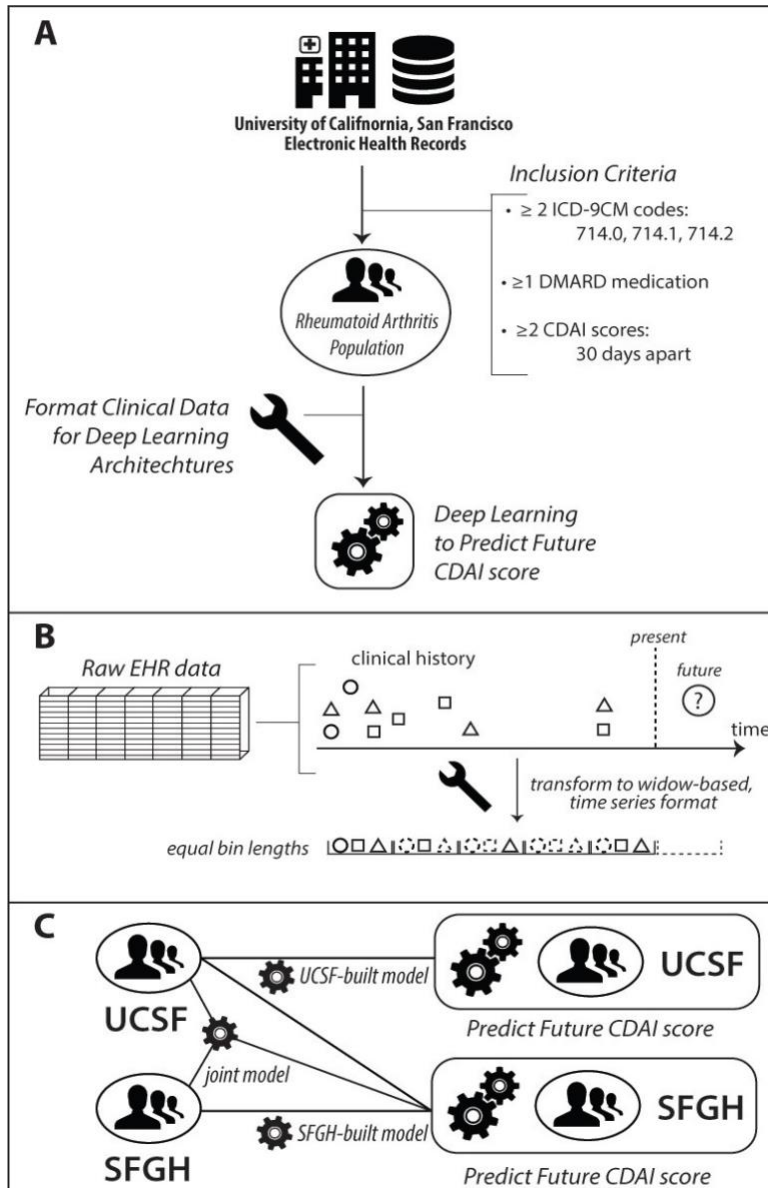 A
University of Califnornia, San Francisco
Electronic Health Records
Inclusion Criteria
• ≥ 2 ICD-9CM codes:
714.0, 714.1, 714.2
• ≥1 DMARD medication
• ≥2 CDAI scores:
30 days apart
Rheumatoid Arthritis
Population
Format Clinical Data
for Deep Learning
Architechtures
Deep Learning
to Predict Future
CDAI score
B
Raw EHR data
clinical history
present
future
?
time
transform to widow-based,
time series format
equal bin lengths
C
UCSF
UCSF-built model
UCSF
Predict Future CDAI score
joint model
SFGH
SFGH-built model
SFGH
Predict Future CDAI score